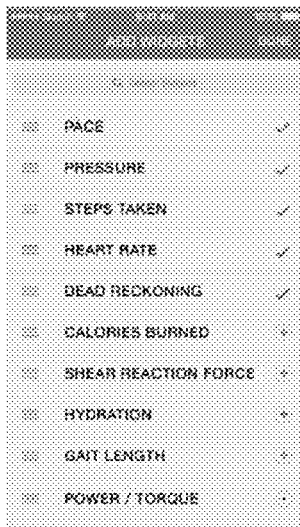 PACE
PRESSURE
STEPS TAKEN
HEART RATE
DEAD RECKONING
CALORIES BURNED
SHEAR REACTION FORCE
HYDRATION
GAIT LENGTH
POWER / TORQUE